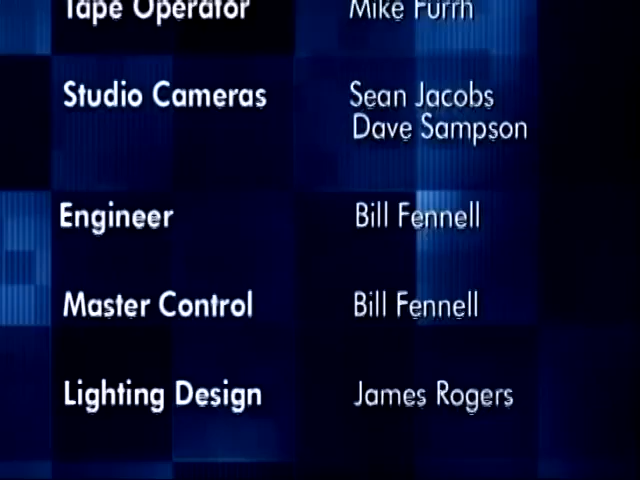 Tape Operator Mike Furrh
Studio Cameras Sean Jacobs
Dave Sampson
Engineer Bill Fennell
Master Control Bill Fennell
Lighting Design James Rogers